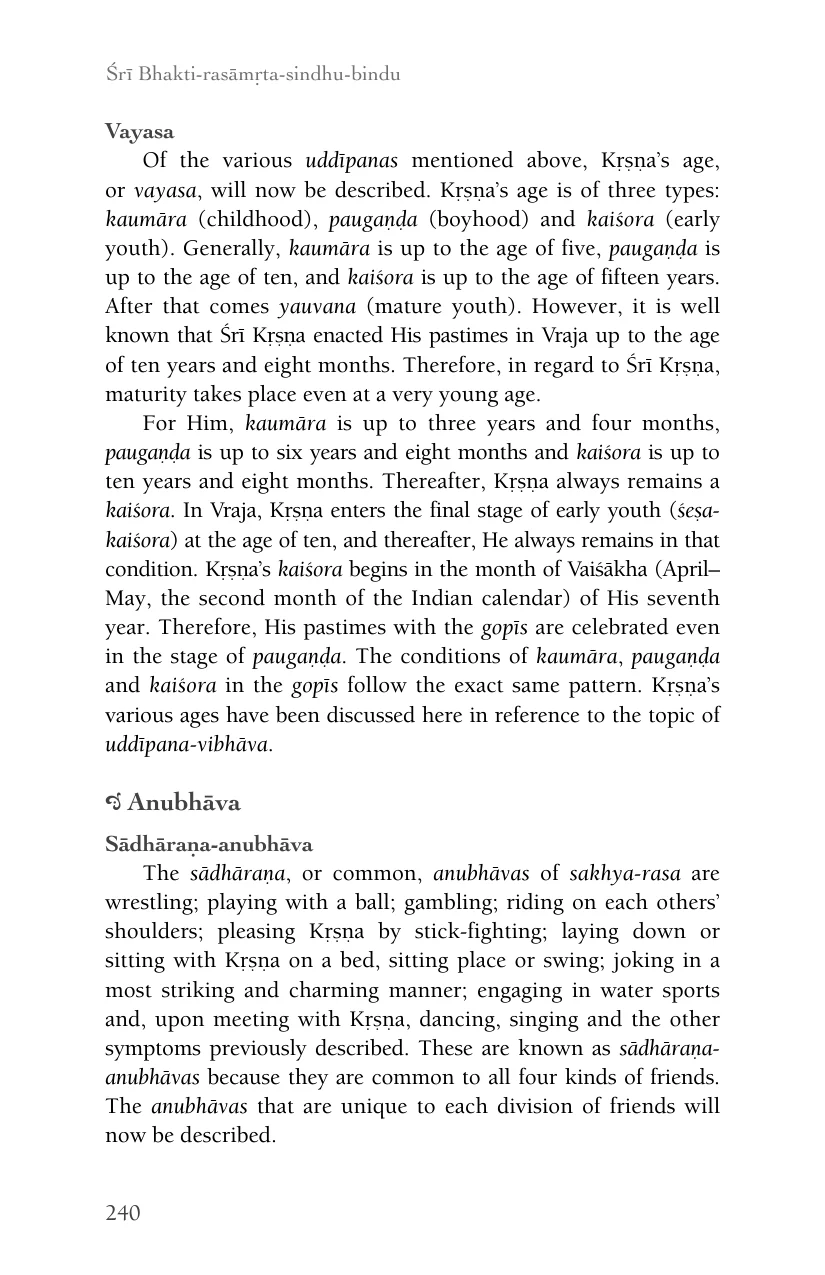 Śrī Bhakti-rasāmṛta-sindhu-bindu
Vayasa
Of the various uddīpanas mentioned above, Kṛṣṇa’s age,
or vayasa, will now be described. Kṛṣṇa’s age is of three types:
kaumāra (childhood), paugaṇḍa (boyhood) and kaiśora (early
youth). Generally, kaumāra is up to the age of five, paugaṇḍa is
up to the age of ten, and kaiśora is up to the age of fifteen years.
After that comes yauvana (mature youth). However, it is well
known that Śrī Kṛṣṇa enacted His pastimes in Vraja up to the age
of ten years and eight months. Therefore, in regard to Śrī Kṛṣṇa,
maturity takes place even at a very young age.
For Him, kaumāra is up to three years and four months,
paugaṇḍa is up to six years and eight months and kaiśora is up to
ten years and eight months. Thereafter, Kṛṣṇa always remains a
kaiśora. In Vraja, Kṛṣṇa enters the final stage of early youth (śeṣa-
kaiśora) at the age of ten, and thereafter, He always remains in that
condition. Kṛṣṇa’s kaiśora begins in the month of Vaiśākha (April–
May, the second month of the Indian calendar) of His seventh
year. Therefore, His pastimes with the gopīs are celebrated even
in the stage of paugaṇḍa. The conditions of kaumāra, paugaṇḍa
and kaiśora in the gopīs follow the exact same pattern. Kṛṣṇa’s
various ages have been discussed here in reference to the topic of
uddīpana-vibhāva.
Anubhāva
Sādhāraṇa-anubhāva
The sādhāraṇa, or common, anubhāvas of sakhya-rasa are
wrestling; playing with a ball; gambling; riding on each others’
shoulders; pleasing Kṛṣṇa by stick-fighting; laying down or
sitting with Kṛṣṇa on a bed, sitting place or swing; joking in a
most striking and charming manner; engaging in water sports
and, upon meeting with Kṛṣṇa, dancing, singing and the other
symptoms previously described. These are known as sādhāraṇa-
anubhāvas because they are common to all four kinds of friends.
The anubhāvas that are unique to each division of friends will
now be described.
240